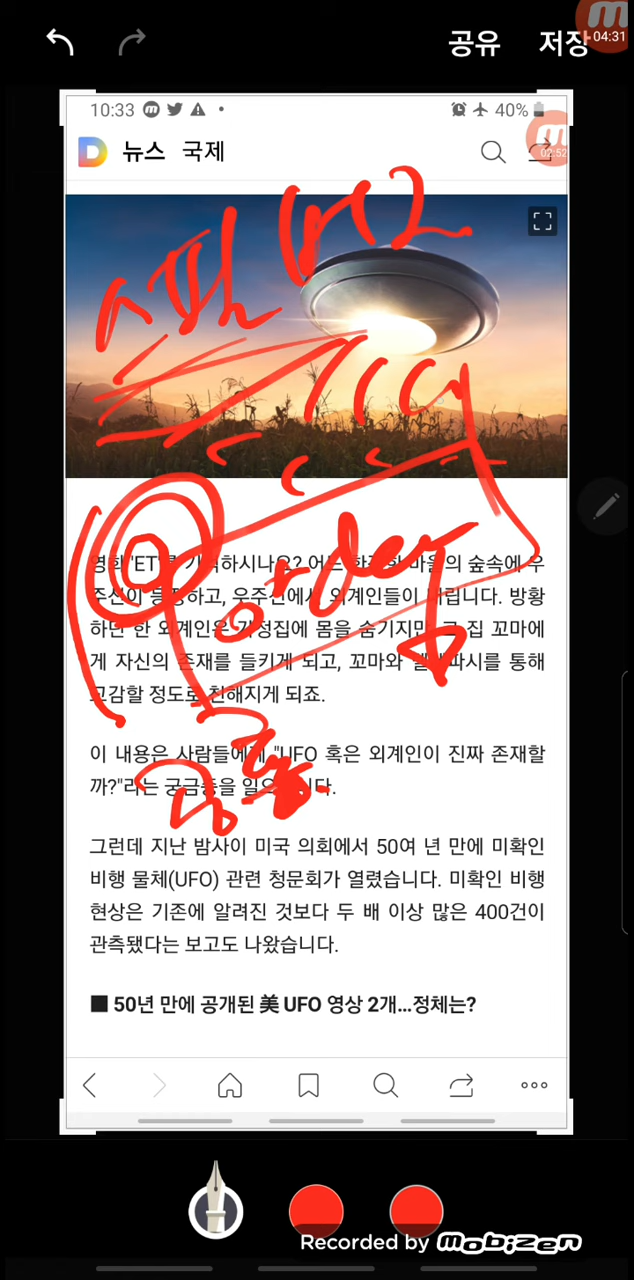 공유 저장 04:31
10:33 40%
뉴스 국제
02:52
order
영화 'ET'를 기억하시나요? 어느 한적한 마을의 숲속에 우
주선이 등장하고, 우주선에서 외계인들이 내립니다. 방황
하던 한 외계인은 가정집에 몸을 숨기지만 그 집 꼬마에
게 자신의 존재를 들키게 되고, 꼬마와 텔레파시를 통해
교감할 정도로 친해지게 되죠.
이 내용은 사람들에게 "UFO 혹은 외계인이 진짜 존재할
까?"라는 궁금증을 일으킵니다.
그런데 지난 밤사이 미국 의회에서 50여 년 만에 미확인
비행 물체(UFO) 관련 청문회가 열렸습니다. 미확인 비행
현상은 기존에 알려진 것보다 두 배 이상 많은 400건이
관측됐다는 보고도 나왔습니다.
■ 50년 만에 공개된 美 UFO 영상 2개...정체는?
Recorded by mobizen